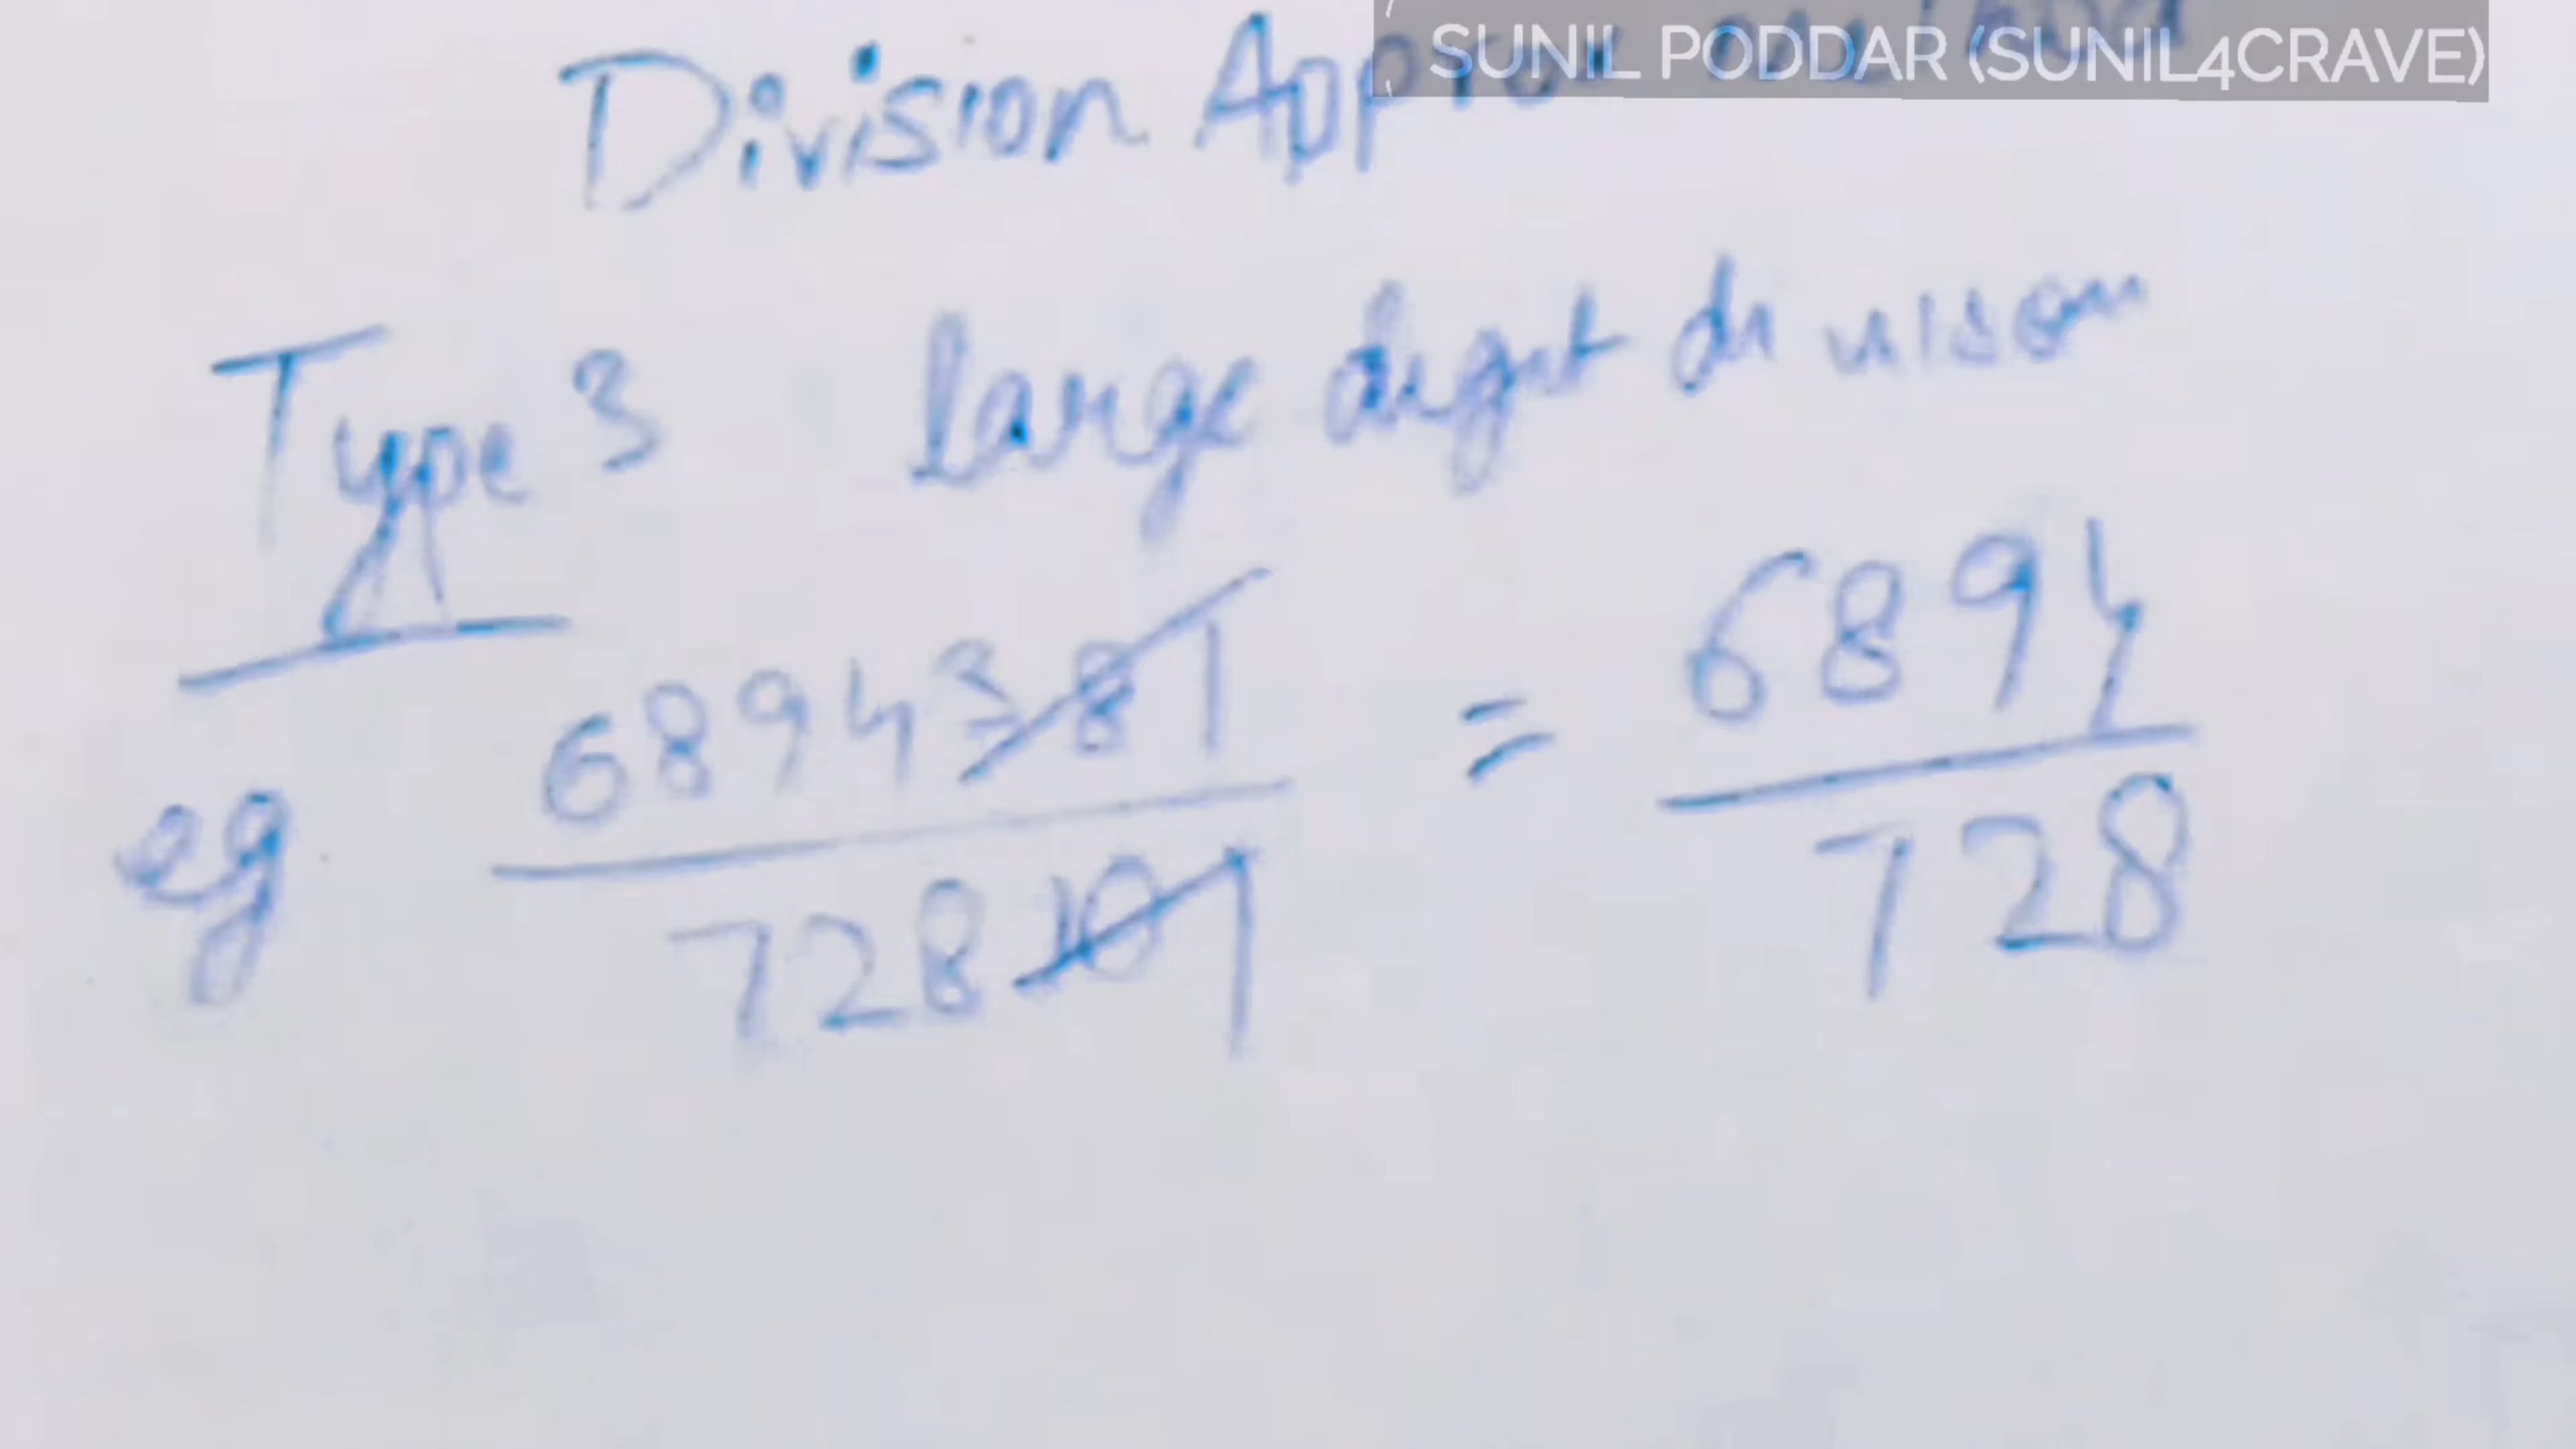 SUNIL PODDAR (SUNIL4CRAVE)
Division
Type 3 Large digit division
eg 6894381 / 728101 = 6894 / 728